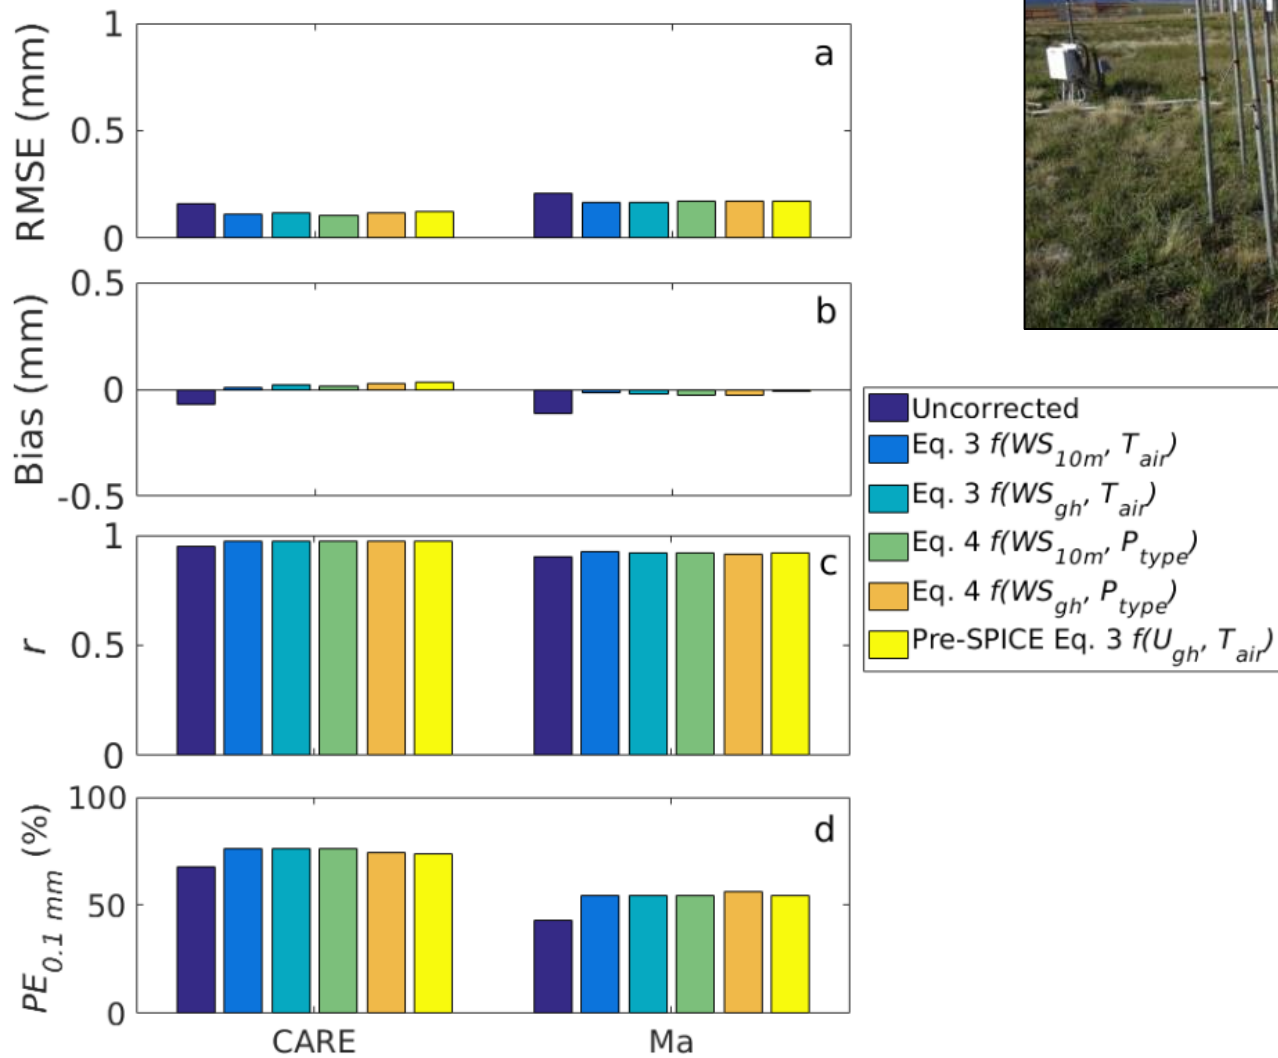 1
0.5
0
RMSE (mm)
a
0.5
0
-0.5
Bias (mm)
b
1
0.5
0
r
c
100
50
0
PE0.1 mm (%)
d
CARE Ma
Uncorrected
Eq. 3 f(WS10m, Tair)
Eq. 3 f(WSgh, Tair)
Eq. 4 f(WS10m, Ptype)
Eq. 4 f(WSgh, Ptype)
Pre-SPICE Eq. 3 f(Ugh, Tair)